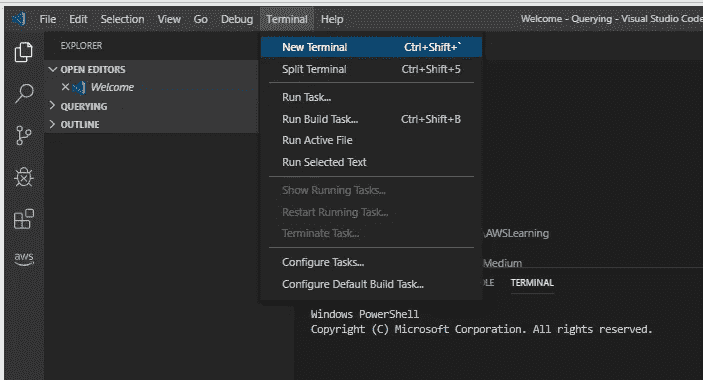 File Edit Selection View Go Debug Terminal Help Welcome - Querying - Visual Studio Code
EXPLORER
OPEN EDITORS
Welcome
QUERYING
OUTLINE
aws
New Terminal Ctrl+Shift+`
Split Terminal Ctrl+Shift+5
Run Task...
Run Build Task... Ctrl+Shift+B
Run Active File
Run Selected Text
Show Running Tasks...
Restart Running Task...
Terminate Task...
Configure Tasks...
Configure Default Build Task...
\AWSLearning
Medium
OLE TERMINAL
Windows PowerShell
Copyright (C) Microsoft Corporation. All rights reserved.